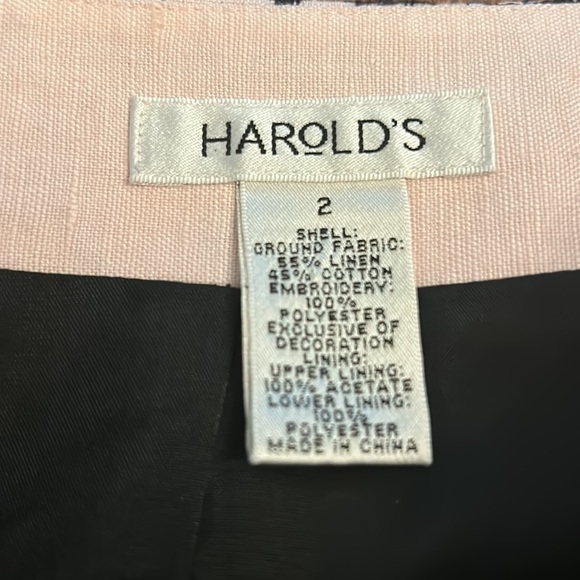 HAROLD'S
2
SHELL:
GROUND FABRIC:
55% LINEN
45% COTTON
EMBROIDERY:
100%
POLYESTER
EXCLUSIVE OF
DECORATION
LINING:
UPPER LINING:
100% ACETATE
LOWER LINING:
100%
POLYESTER
MADE IN CHINA